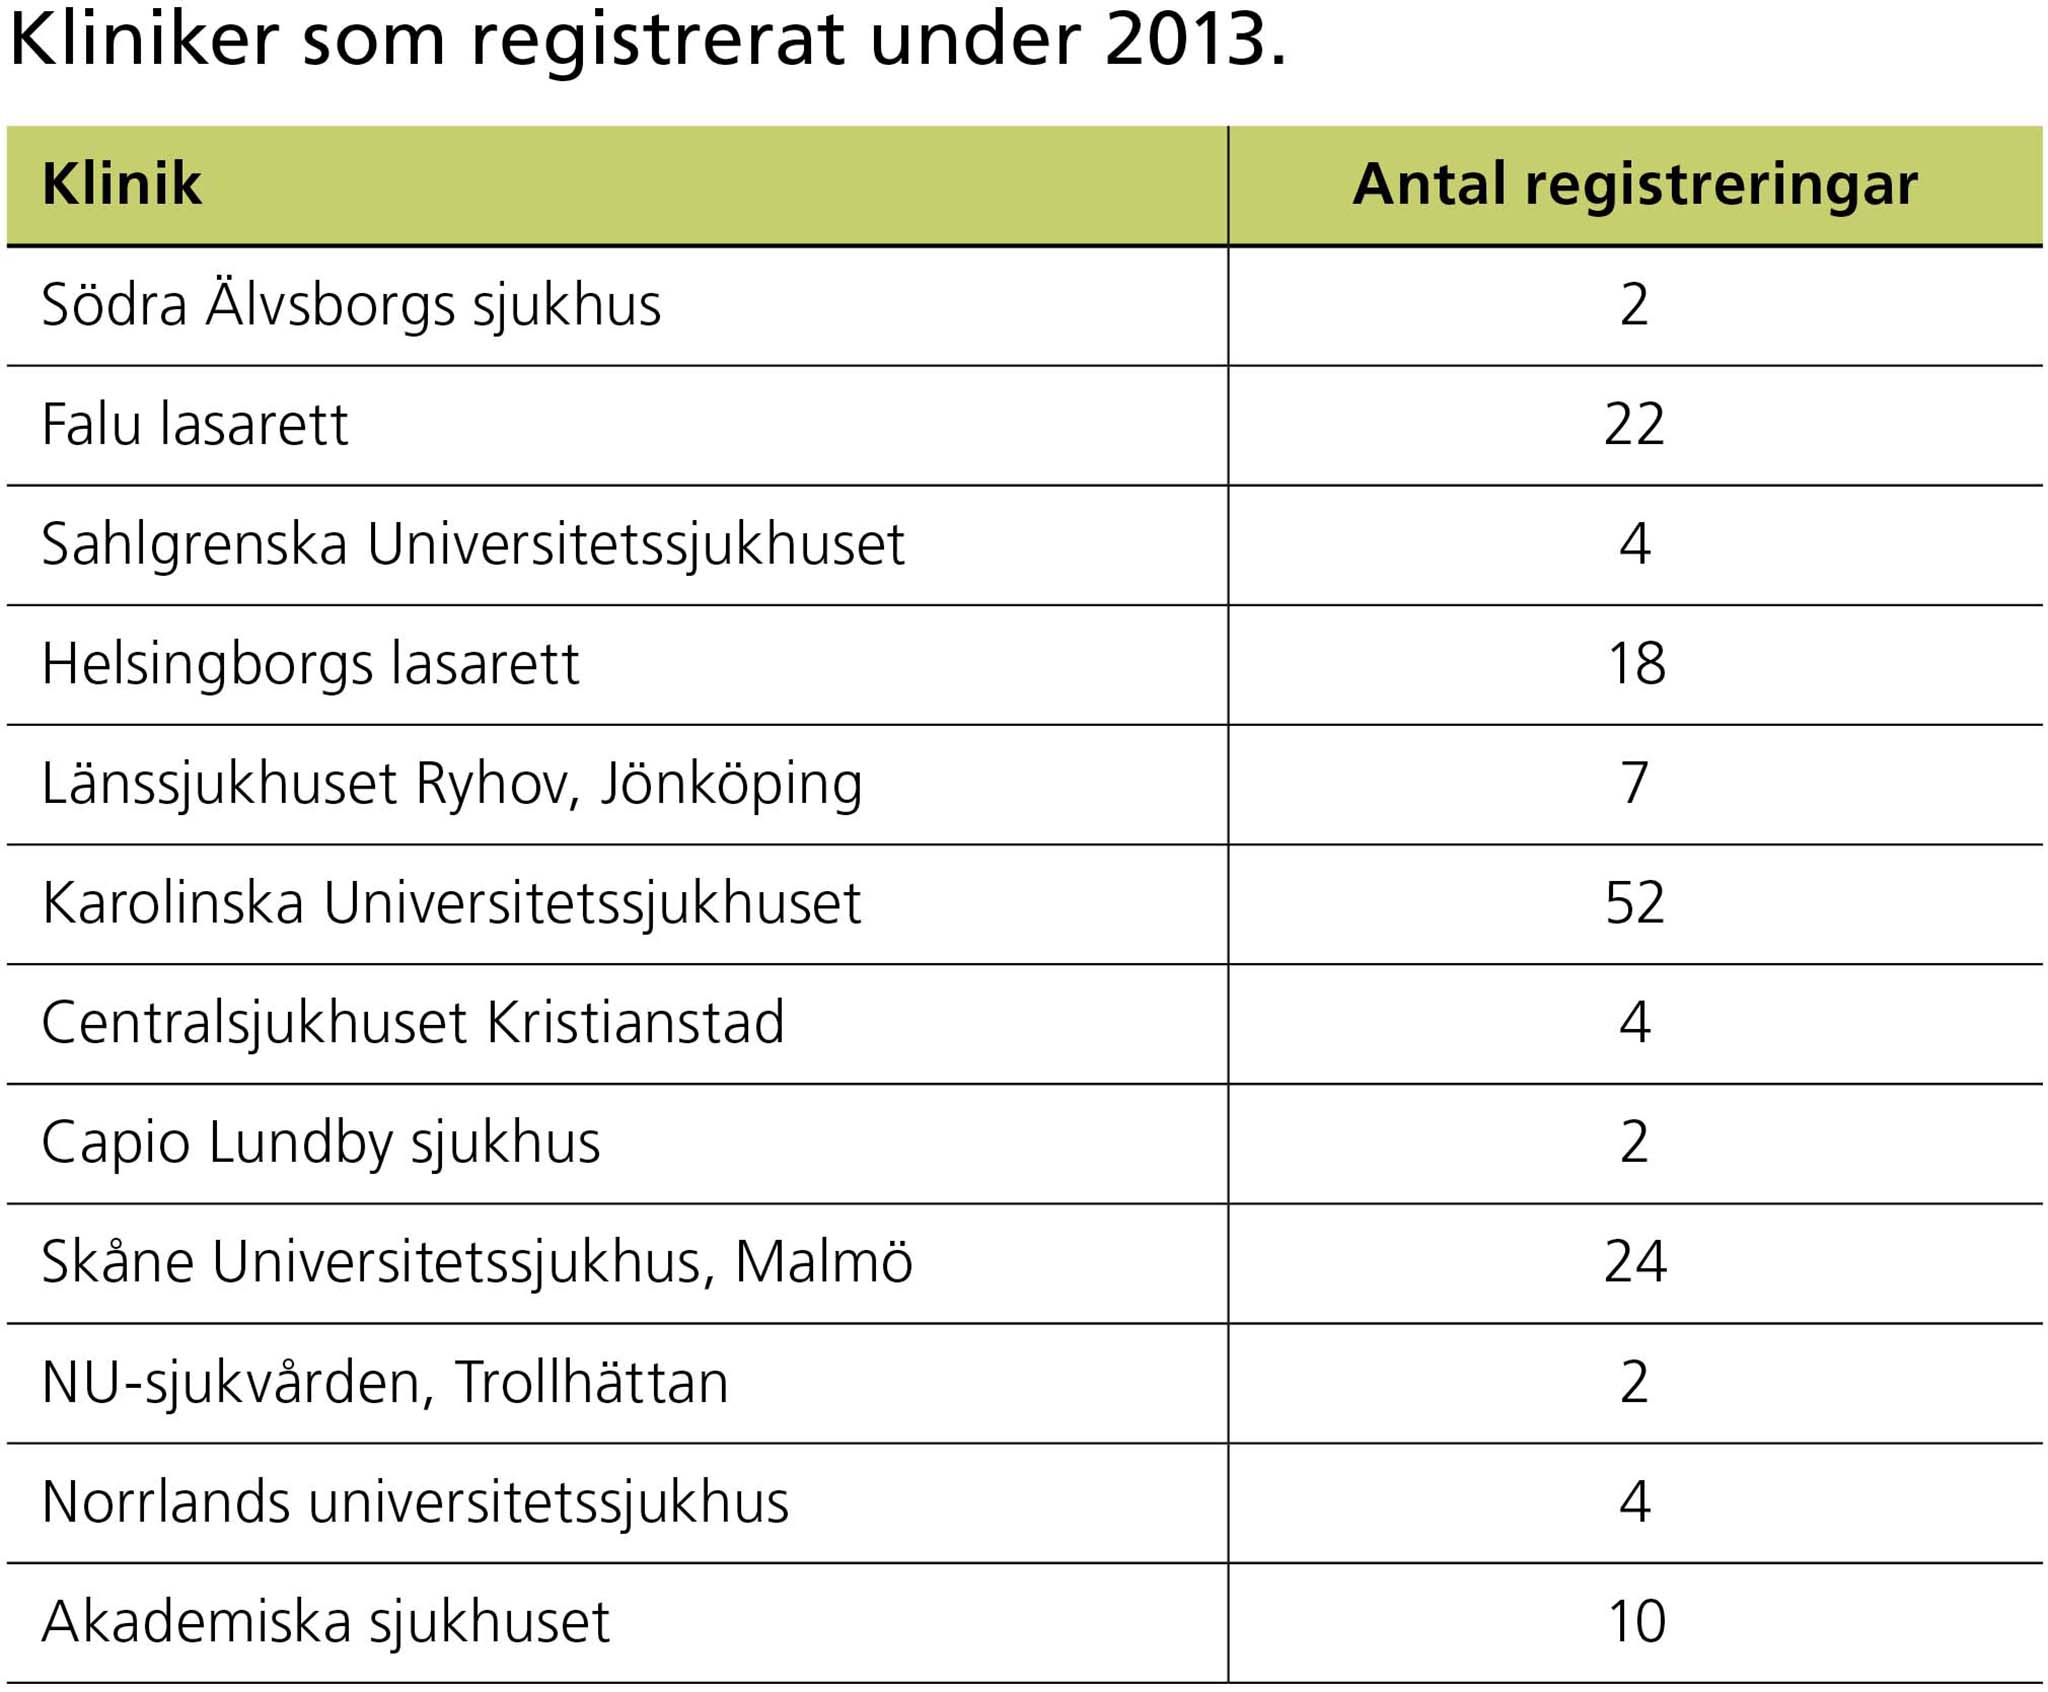 Kliniker som registrerat under 2013.
Klinik Antal registreringar
Södra Älvsborgs sjukhus 2
Falu lasarett 22
Sahlgrenska Universitetssjukhuset 4
Helsingborgs lasarett 18
Länssjukhuset Ryhov, Jönköping 7
Karolinska Universitetssjukhuset 52
Centralsjukhuset Kristianstad 4
Capio Lundby sjukhus 2
Skåne Universitetssjukhus, Malmö 24
NU-sjukvården, Trollhättan 2
Norrlands universitetssjukhus 4
Akademiska sjukhuset 10